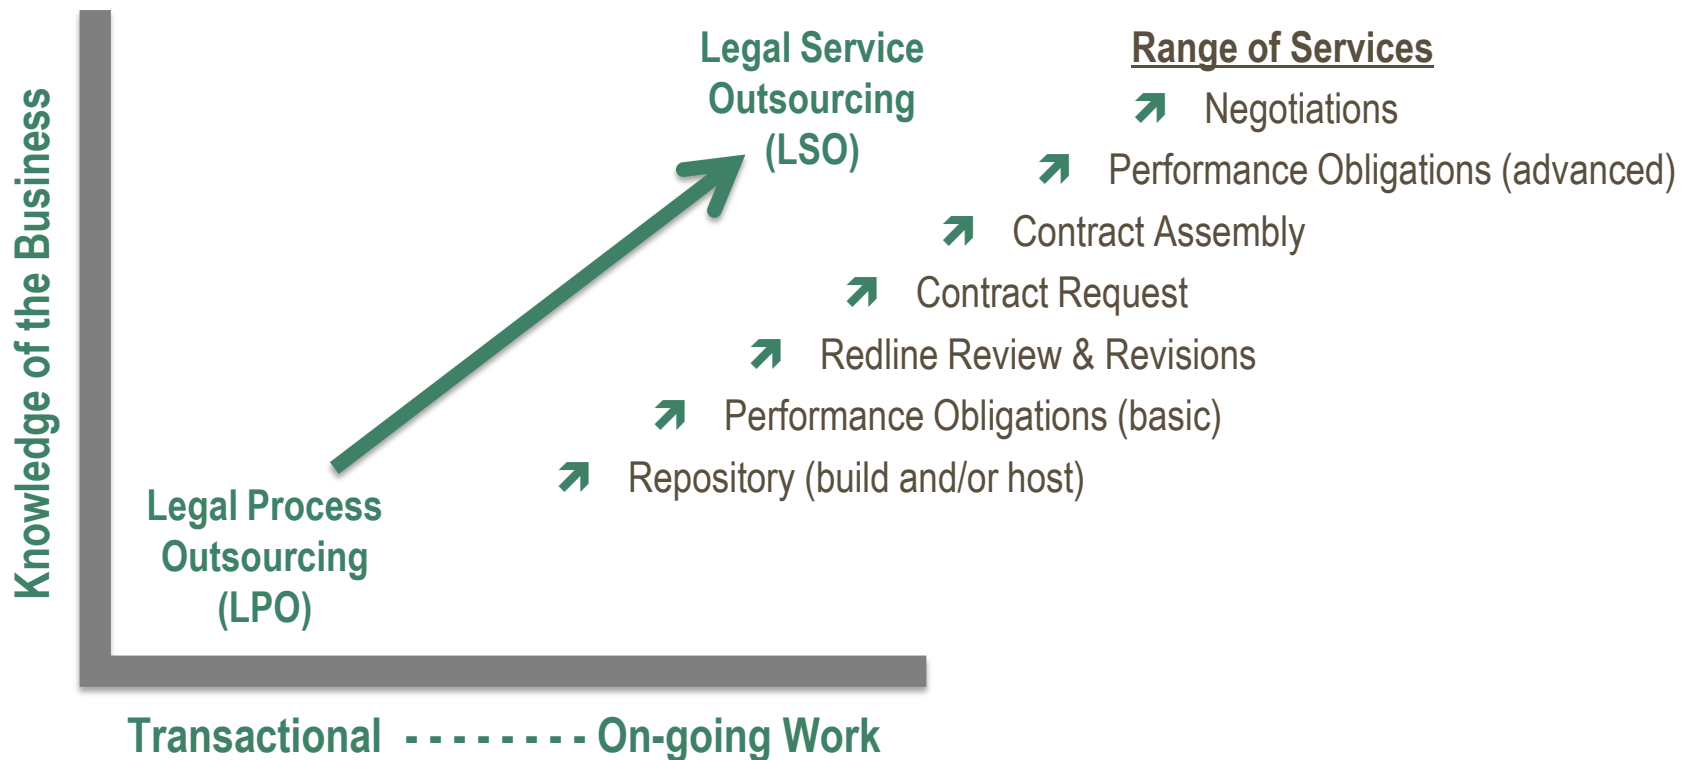 Knowledge of the Business
Legal Service
Outsourcing
(LSO)
Legal Process
Outsourcing
(LPO)
Transactional - - - - - - - - On-going Work
Range of Services
Negotiations
Performance Obligations (advanced)
Contract Assembly
Contract Request
Redline Review & Revisions
Performance Obligations (basic)
Repository (build and/or host)